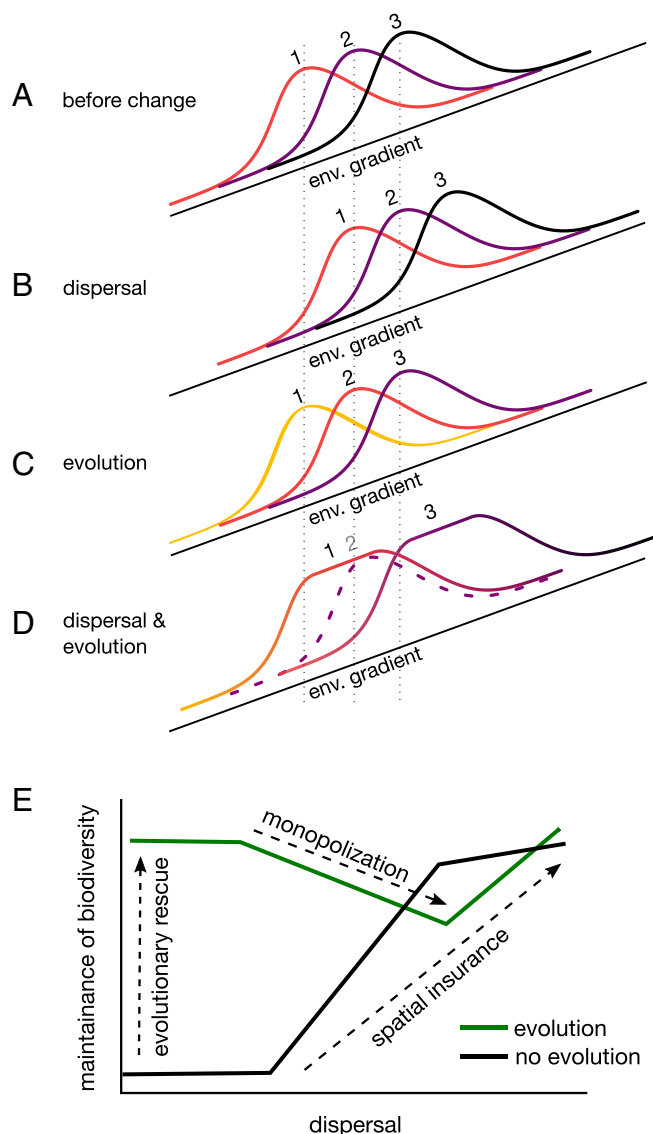 A
before change
1
2
3
env. gradient
B
dispersal
1
2
3
env. gradient
C
evolution
1
2
3
env. gradient
D
dispersal &
evolution
1
2
3
env. gradient
E
maintainance of biodiversity
evolutionary rescue
monopolization
spatial insurance
evolution
no evolution
dispersal